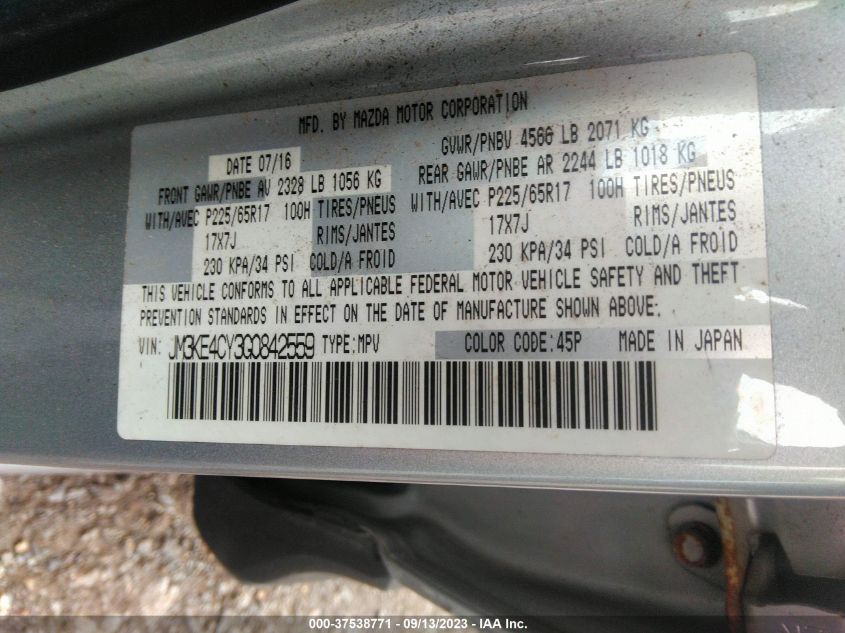 MFD. BY MAZDA MOTOR CORPORATION
DATE 07/16 GVWR/PNBV 4566 LB 2071 KG
FRONT GAWR/PNBE AV 2328 LB 1056 KG REAR GAWR/PNBE AR 2244 LB 1018 KG
WITH/AVEC P225/65R17 100H TIRES/PNEUS WITH/AVEC P225/65R17 100H TIRES/PNEUS
17X7J RIMS/JANTES 17X7J RIMS/JANTES
230 KPA/34 PSI COLD/A FROID 230 KPA/34 PSI COLD/A FROID
THIS VEHICLE CONFORMS TO ALL APPLICABLE FEDERAL MOTOR VEHICLE SAFETY AND THEFT
PREVENTION STANDARDS IN EFFECT ON THE DATE OF MANUFACTURE SHOWN ABOVE.
VIN: JM3KE4CY3G0842559 TYPE:MPV COLOR CODE:45P MADE IN JAPAN
000-37538771 - 09/13/2023 - IAA Inc.